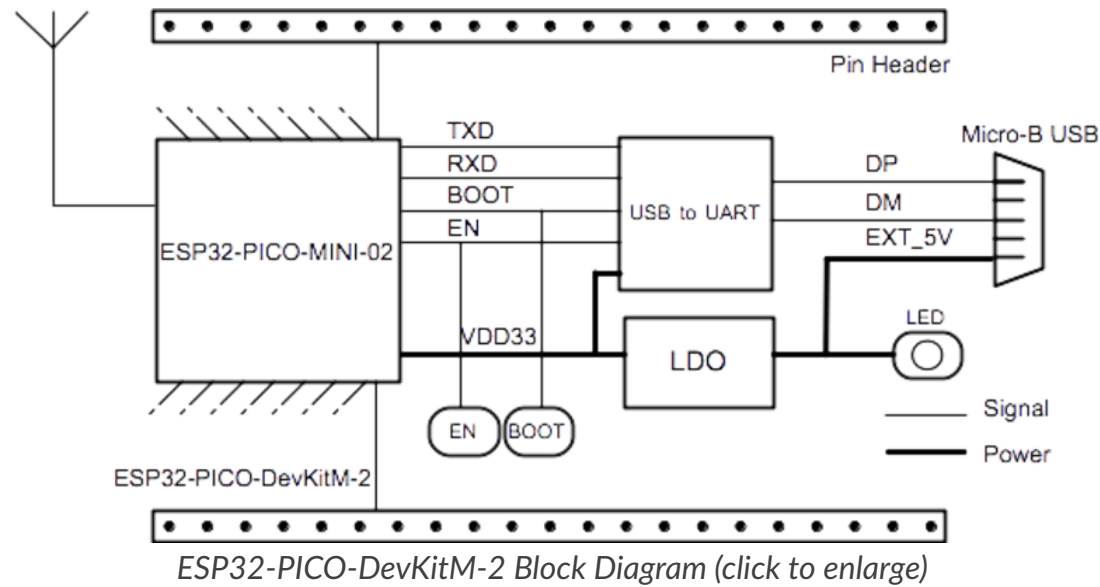 Pin Header
Micro-B USB
TXD
RXD
BOOT
EN
DP
DM
EXT_5V
USB to UART
ESP32-PICO-MINI-02
LED
VDD33
LDO
Signal
EN
BOOT
Power
ESP32-PICO-DevKitM-2
ESP32-PICO-DevKitM-2 Block Diagram (click to enlarge)